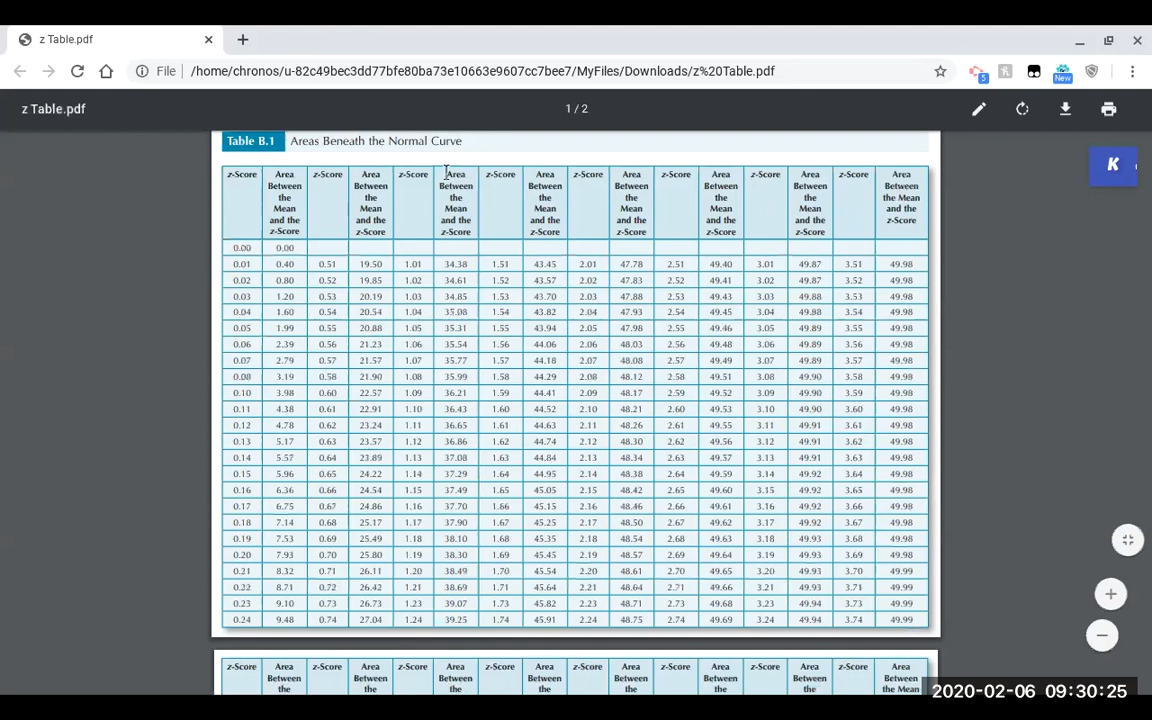 z Table.pdf
File /home/chronos/u-82c49bec3dd77bfe80ba73e10663e9607cc7bee7/MyFiles/Downloads/z%20Table.pdf
5
New
z Table.pdf
1 / 2
K
Table B.1 Areas Beneath the Normal Curve
z-Score Area z-Score Area z-Score Area z-Score Area z-Score Area z-Score Area z-Score Area z-Score Area
Between Between Between Between Between Between Between Between
the the the the the the the the Mean
Mean Mean Mean Mean Mean Mean Mean and the
and the and the and the and the and the and the and the z-Score
z-Score z-Score z-Score z-Score z-Score z-Score z-Score
0.00 0.00
0.01 0.40 0.51 19.50 1.01 34.38 1.51 43.45 2.01 47.78 2.51 49.40 3.01 49.87 3.51 49.98
0.02 0.80 0.52 19.85 1.02 34.61 1.52 43.57 2.02 47.83 2.52 49.41 3.02 49.87 3.52 49.98
0.03 1.20 0.53 20.19 1.03 34.85 1.53 43.70 2.03 47.88 2.53 49.43 3.03 49.88 3.53 49.98
0.04 1.60 0.54 20.54 1.04 35.08 1.54 43.82 2.04 47.93 2.54 49.45 3.04 49.88 3.54 49.98
0.05 1.99 0.55 20.88 1.05 35.31 1.55 43.94 2.05 47.98 2.55 49.46 3.05 49.89 3.55 49.98
0.06 2.39 0.56 21.23 1.06 35.54 1.56 44.06 2.06 48.03 2.56 49.48 3.06 49.89 3.56 49.98
0.07 2.79 0.57 21.57 1.07 35.77 1.57 44.18 2.07 48.08 2.57 49.49 3.07 49.89 3.57 49.98
0.08 3.19 0.58 21.90 1.08 35.99 1.58 44.29 2.08 48.12 2.58 49.51 3.08 49.90 3.58 49.98
0.10 3.98 0.60 22.57 1.09 36.21 1.59 44.41 2.09 48.17 2.59 49.52 3.09 49.90 3.59 49.98
0.11 4.38 0.61 22.91 1.10 36.43 1.60 44.52 2.10 48.21 2.60 49.53 3.10 49.90 3.60 49.98
0.12 4.78 0.62 23.24 1.11 36.65 1.61 44.63 2.11 48.26 2.61 49.55 3.11 49.91 3.61 49.98
0.13 5.17 0.63 23.57 1.12 36.86 1.62 44.74 2.12 48.30 2.62 49.56 3.12 49.91 3.62 49.98
0.14 5.57 0.64 23.89 1.13 37.08 1.63 44.84 2.13 48.34 2.63 49.57 3.13 49.91 3.63 49.98
0.15 5.96 0.65 24.22 1.14 37.29 1.64 44.95 2.14 48.38 2.64 49.59 3.14 49.92 3.64 49.98
0.16 6.36 0.66 24.54 1.15 37.49 1.65 45.05 2.15 48.42 2.65 49.60 3.15 49.92 3.65 49.98
0.17 6.75 0.67 24.86 1.16 37.70 1.66 45.15 2.16 48.46 2.66 49.61 3.16 49.92 3.66 49.98
0.18 7.14 0.68 25.17 1.17 37.90 1.67 45.25 2.17 48.50 2.67 49.62 3.17 49.92 3.67 49.98
0.19 7.53 0.69 25.49 1.18 38.10 1.68 45.35 2.18 48.54 2.68 49.63 3.18 49.93 3.68 49.98
0.20 7.93 0.70 25.80 1.19 38.30 1.69 45.45 2.19 48.57 2.69 49.64 3.19 49.93 3.69 49.98
0.21 8.32 0.71 26.11 1.20 38.49 1.70 45.54 2.20 48.61 2.70 49.65 3.20 49.93 3.70 49.99
0.22 8.71 0.72 26.42 1.21 38.69 1.71 45.64 2.21 48.64 2.71 49.66 3.21 49.93 3.71 49.99
0.23 9.10 0.73 26.73 1.23 39.07 1.73 45.82 2.23 48.71 2.73 49.68 3.23 49.94 3.73 49.99
0.24 9.48 0.74 27.04 1.24 39.25 1.74 45.91 2.24 48.75 2.74 49.69 3.24 49.94 3.74 49.99
z-Score Area z-Score Area z-Score Area z-Score Area z-Score Area z-Score Area z-Score Area z-Score Area
Between Between Between Between Between Between Between Between
the the the the the the the the Mean
2020-02-06 09:30:25